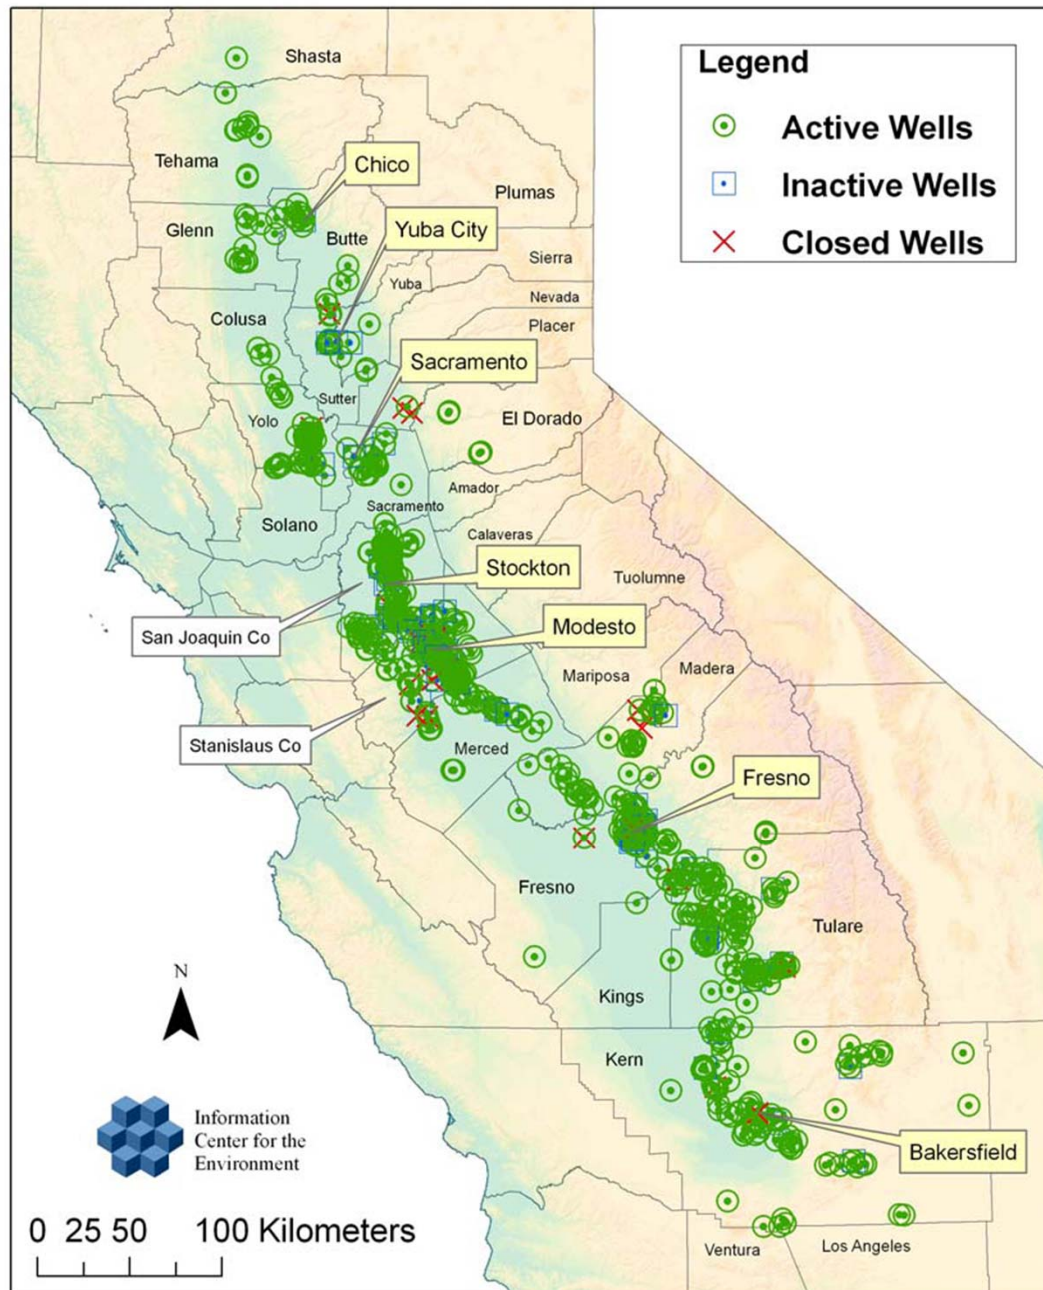 Shasta
Legend
Active Wells
Inactive Wells
Closed Wells
Tehama
Chico
Plumas
Glenn
Butte
Yuba City
Sierra
Yuba
Nevada
Colusa
Placer
Sacramento
Sutter
Yolo
El Dorado
Amador
Sacramento
Solano
Calaveras
Stockton
Tuolumne
San Joaquin Co
Modesto
Mariposa
Madera
Stanislaus Co
Merced
Fresno
Fresno
Tulare
N
Kings
Kern
Information
Center for the
Environment
Bakersfield
0 25 50 100 Kilometers
Ventura
Los Angeles